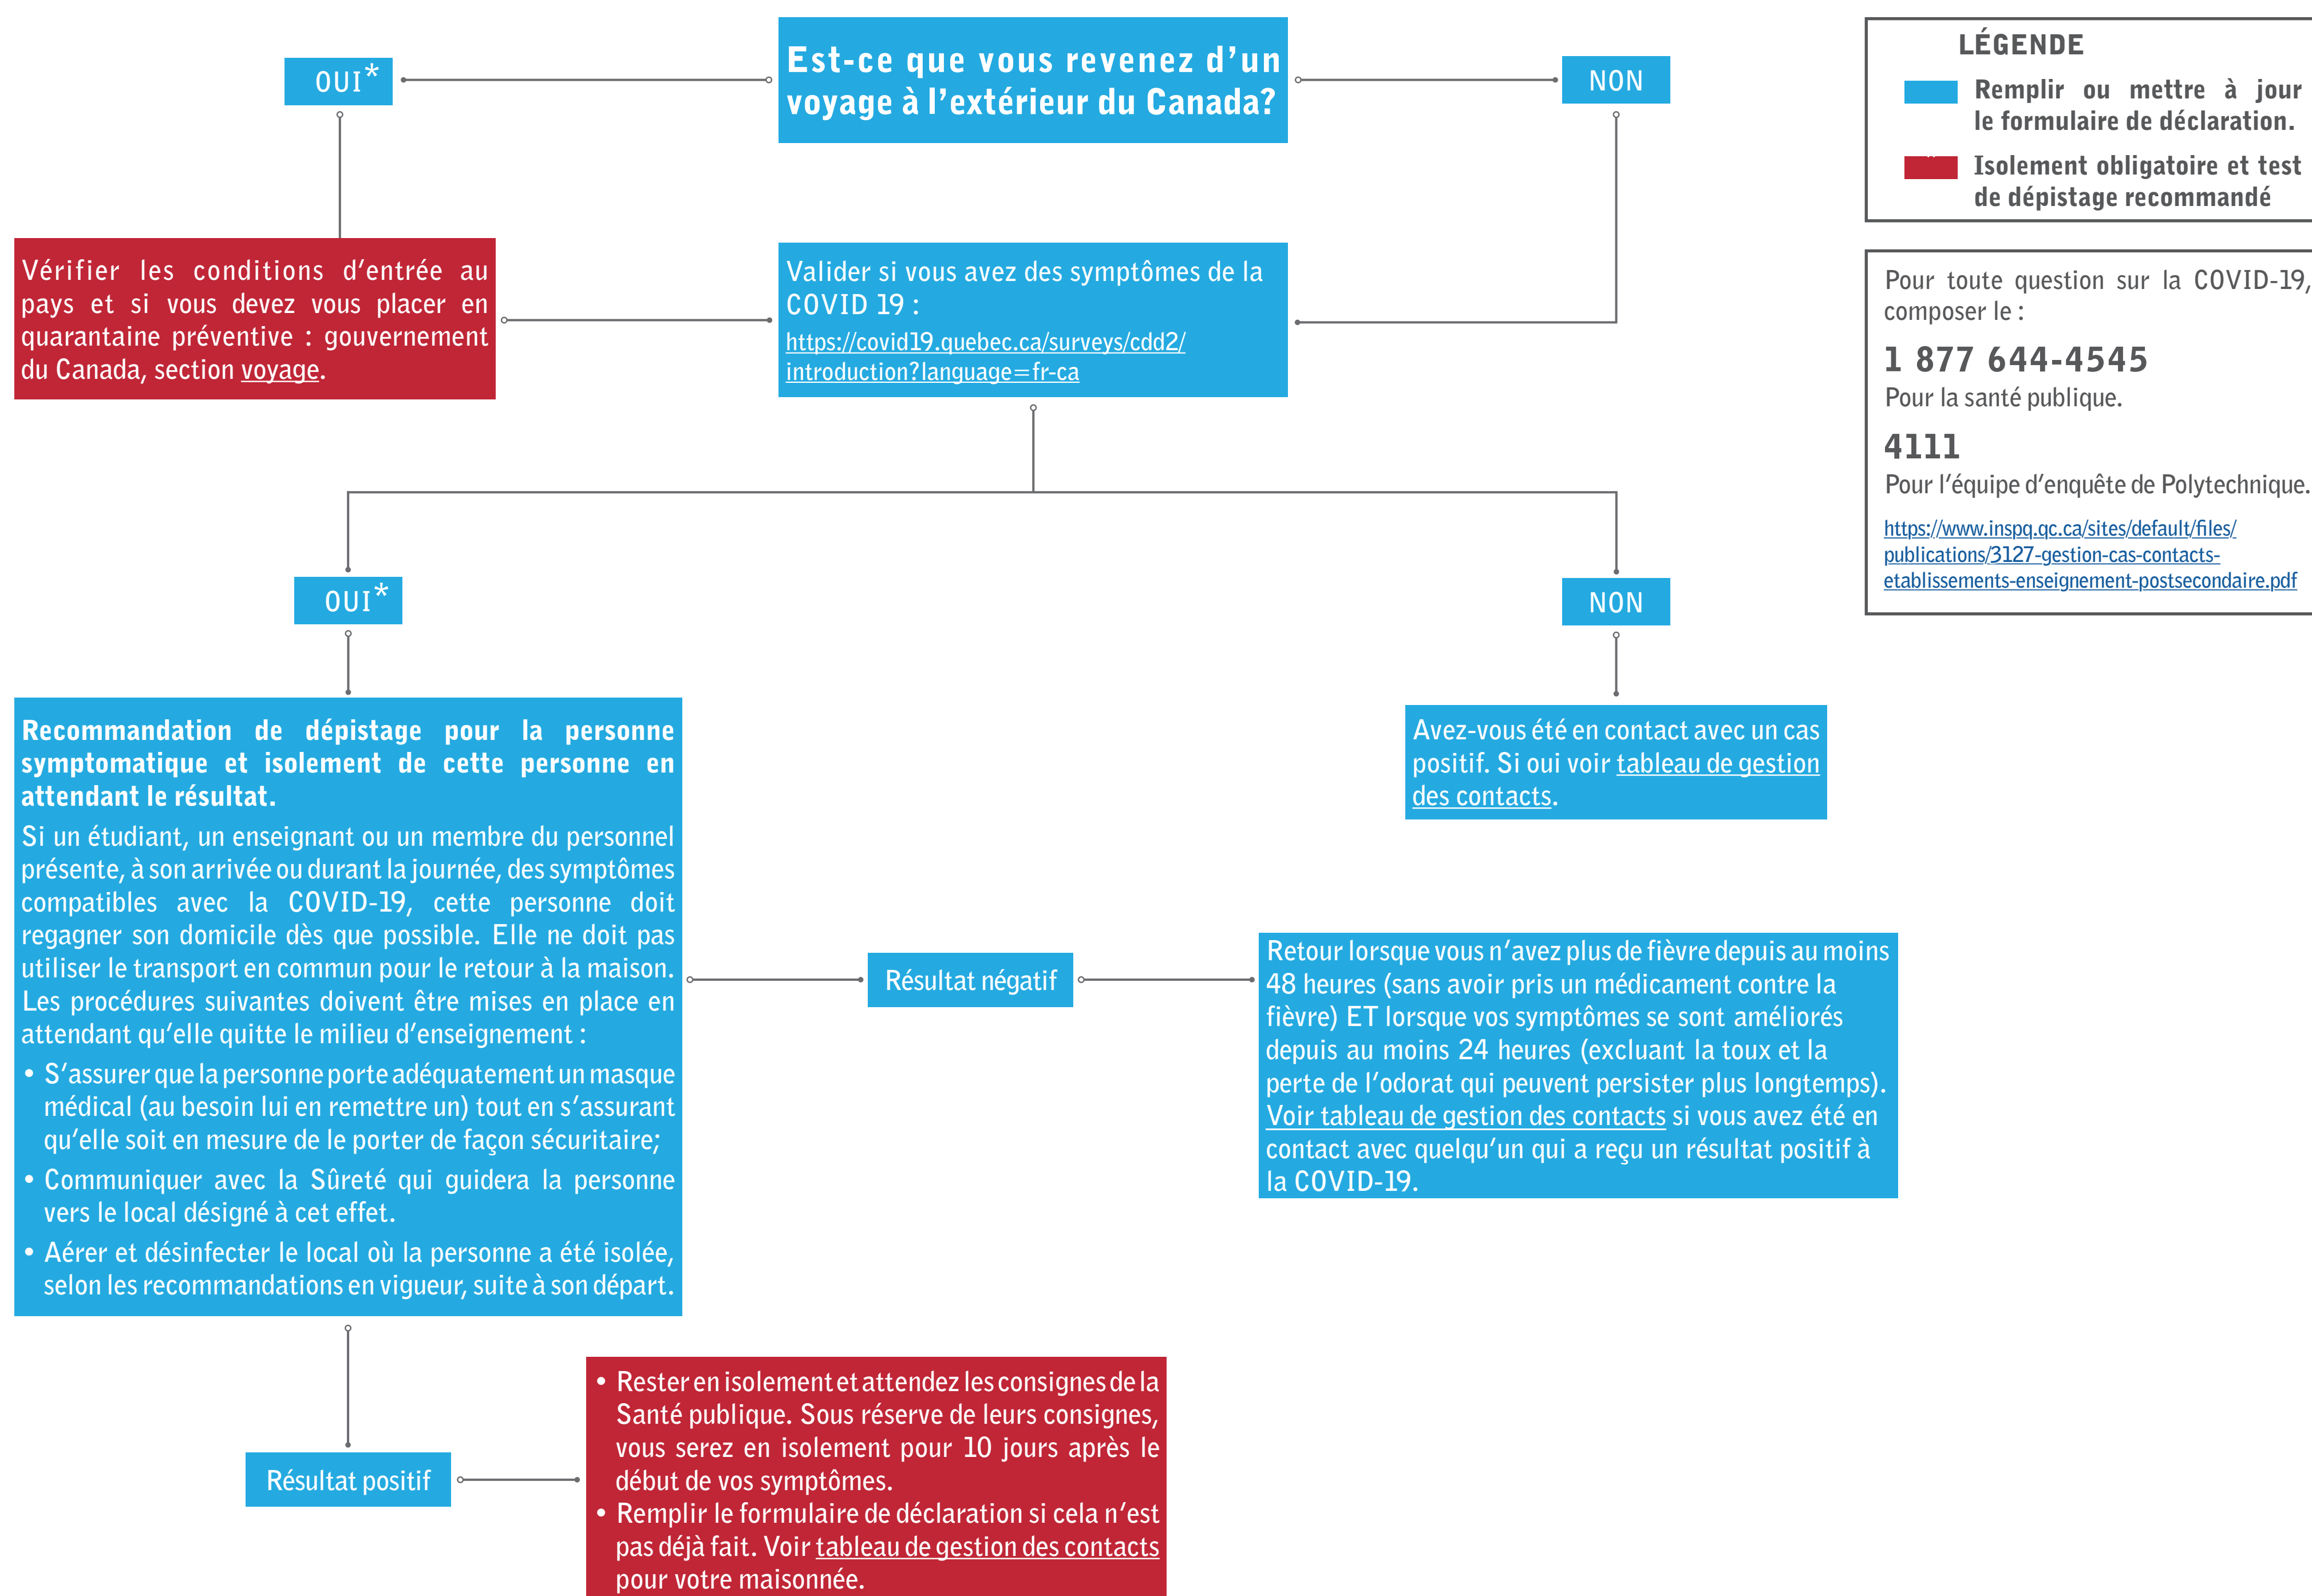 Est-ce que vous revenez d’un
voyage à l’extérieur du Canada?
OUI*
NON
LÉGENDE
Remplir ou mettre à jour
le formulaire de déclaration.
Isolement obligatoire et test
de dépistage recommandé
Vérifier les conditions d’entrée au
pays et si vous devez vous placer en
quarantaine préventive : gouvernement
du Canada, section voyage.
Valider si vous avez des symptômes de la
COVID 19 :
https://covid19.quebec.ca/surveys/cdd2/
introduction?language=fr-ca
Pour toute question sur la COVID-19,
composer le :
1 877 644-4545
Pour la santé publique.
4111
Pour l’équipe d’enquête de Polytechnique.
https://www.inspq.qc.ca/sites/default/files/
publications/3127-gestion-cas-contacts-
etablissements-enseignement-postsecondaire.pdf
OUI*
NON
Recommandation de dépistage pour la personne
symptomatique et isolement de cette personne en
attendant le résultat.
Si un étudiant, un enseignant ou un membre du personnel
présente, à son arrivée ou durant la journée, des symptômes
compatibles avec la COVID-19, cette personne doit
regagner son domicile dès que possible. Elle ne doit pas
utiliser le transport en commun pour le retour à la maison.
Les procédures suivantes doivent être mises en place en
attendant qu’elle quitte le milieu d’enseignement :
• S’assurer que la personne porte adéquatement un masque
médical (au besoin lui en remettre un) tout en s’assurant
qu’elle soit en mesure de le porter de façon sécuritaire;
• Communiquer avec la Sûreté qui guidera la personne
vers le local désigné à cet effet.
• Aérer et désinfecter le local où la personne a été isolée,
selon les recommandations en vigueur, suite à son départ.
Avez-vous été en contact avec un cas
positif. Si oui voir tableau de gestion
des contacts.
Résultat négatif
Retour lorsque vous n’avez plus de fièvre depuis au moins
48 heures (sans avoir pris un médicament contre la
fièvre) ET lorsque vos symptômes se sont améliorés
depuis au moins 24 heures (excluant la toux et la
perte de l’odorat qui peuvent persister plus longtemps).
Voir tableau de gestion des contacts si vous avez été en
contact avec quelqu’un qui a reçu un résultat positif à
la COVID-19.
Résultat positif
• Rester en isolement et attendez les consignes de la
Santé publique. Sous réserve de leurs consignes,
vous serez en isolement pour 10 jours après le
début de vos symptômes.
• Remplir le formulaire de déclaration si cela n’est
pas déjà fait. Voir tableau de gestion des contacts
pour votre maisonnée.